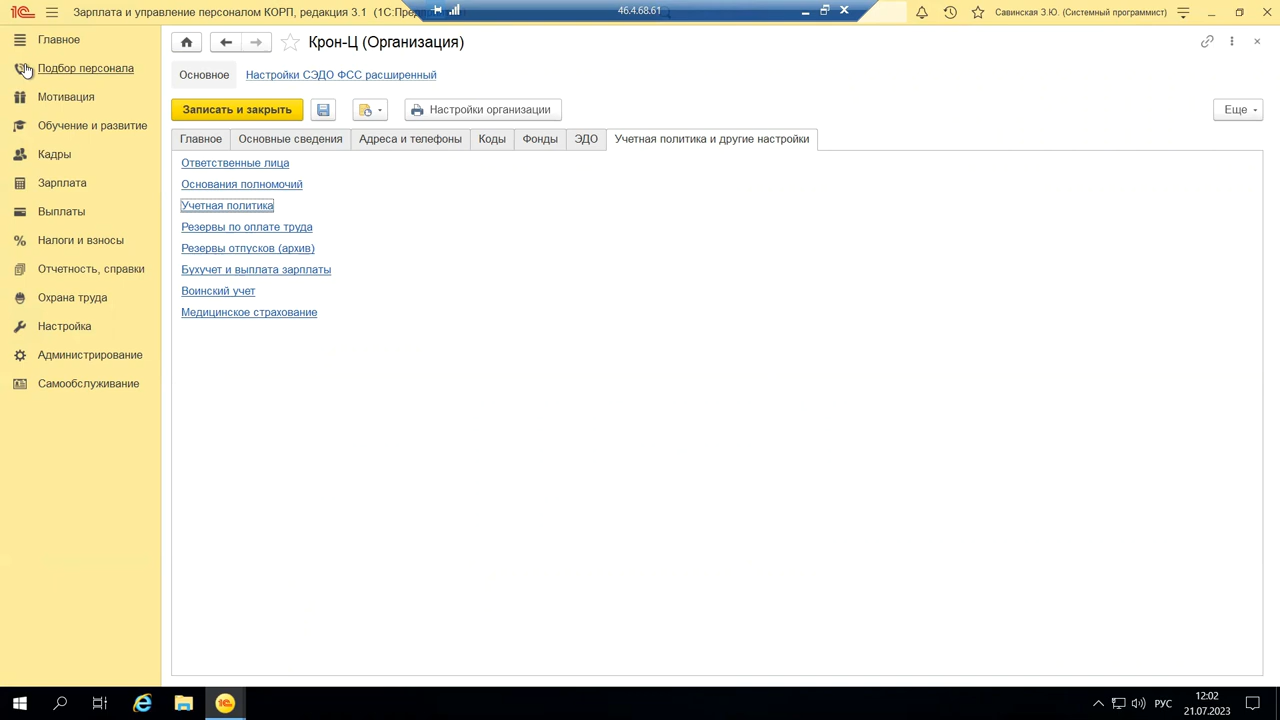 Зарплата и управление персоналом КОРП, редакция 3.1 (1С:Пред
46.4.68.61
Савинская З.Ю. (Системный программист)
Главное
Подбор персонала
Мотивация
Обучение и развитие
Кадры
Зарплата
Выплаты
Налоги и взносы
Отчетность, справки
Охрана труда
Настройка
Администрирование
Самообслуживание
Крон-Ц (Организация)
Основное
Настройки СЭДО ФСС расширенный
Записать и закрыть
Настройки организации
Еще
Главное
Основные сведения
Адреса и телефоны
Коды
Фонды
ЭДО
Учетная политика и другие настройки
Ответственные лица
Основания полномочий
Учетная политика
Резервы по оплате труда
Резервы отпусков (архив)
Бухучет и выплата зарплаты
Воинский учет
Медицинское страхование
РУС
12:02
21.07.2023